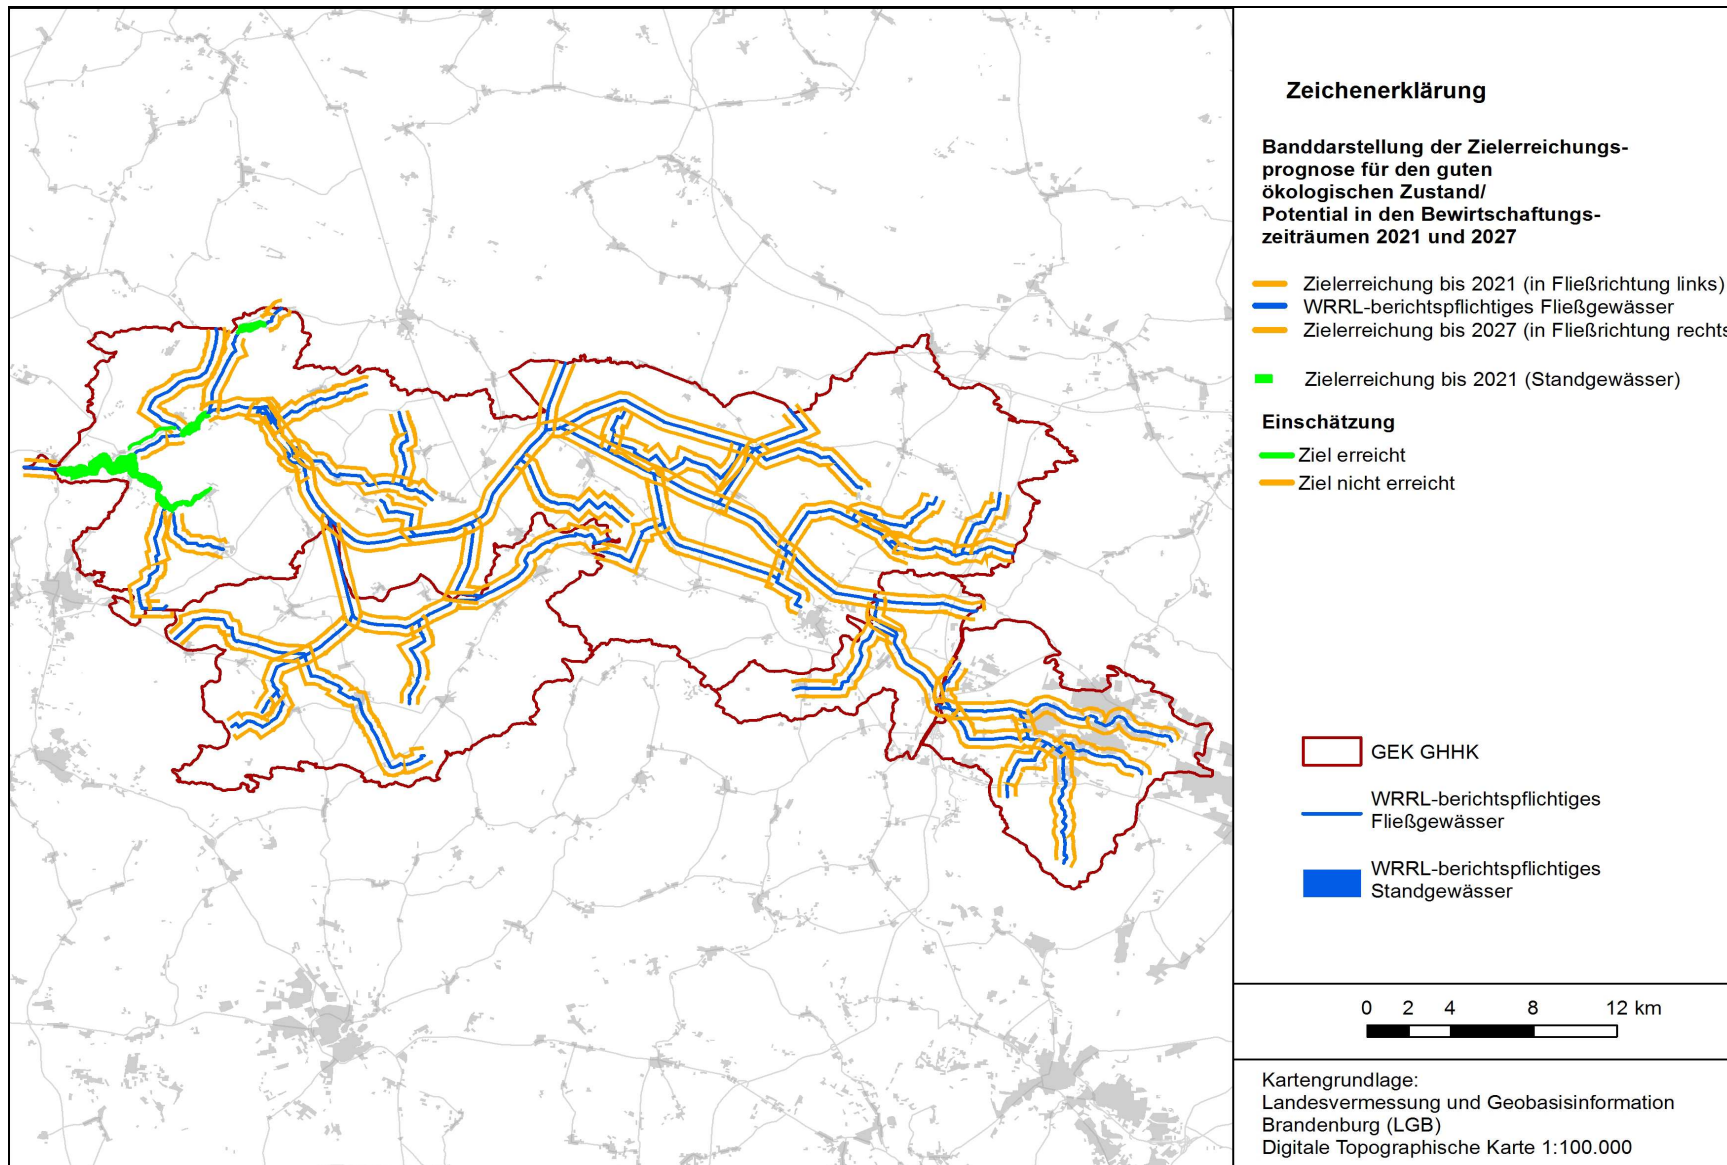 Zeichenerklärung
Banddarstellung der Zielerreichungs-
prognose für den guten
ökologischen Zustand/
Potential in den Bewirtschaftungs-
zeiträumen 2021 und 2027
Zielerreichung bis 2021 (in Fließrichtung links)
WRRL-berichtspflichtiges Fließgewässer
Zielerreichung bis 2027 (in Fließrichtung rechts
Zielerreichung bis 2021 (Standgewässer)
Einschätzung
Ziel erreicht
Ziel nicht erreicht
GEK GHHK
WRRL-berichtspflichtiges
Fließgewässer
WRRL-berichtspflichtiges
Standgewässer
0 2 4 8 12 km
Kartengrundlage:
Landesvermessung und Geobasisinformation
Brandenburg (LGB)
Digitale Topographische Karte 1:100.000